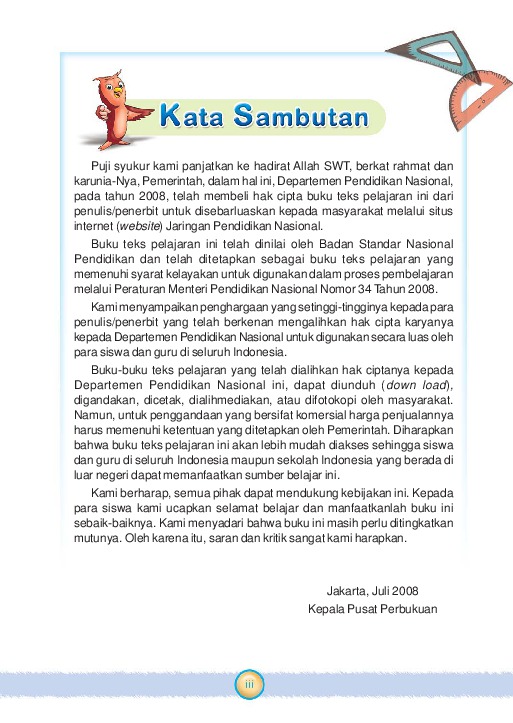 Kata Sambutan
Puji syukur kami panjatkan ke hadirat Allah SWT, berkat rahmat dan
karunia-Nya, Pemerintah, dalam hal ini, Departemen Pendidikan Nasional,
pada tahun 2008, telah membeli hak cipta buku teks pelajaran ini dari
penulis/penerbit untuk disebarluaskan kepada masyarakat melalui situs
internet (website) Jaringan Pendidikan Nasional.
Buku teks pelajaran ini telah dinilai oleh Badan Standar Nasional
Pendidikan dan telah ditetapkan sebagai buku teks pelajaran yang
memenuhi syarat kelayakan untuk digunakan dalam proses pembelajaran
melalui Peraturan Menteri Pendidikan Nasional Nomor 34 Tahun 2008.
Kami menyampaikan penghargaan yang setinggi-tingginya kepada para
penulis/penerbit yang telah berkenan mengalihkan hak cipta karyanya
kepada Departemen Pendidikan Nasional untuk digunakan secara luas oleh
para siswa dan guru di seluruh Indonesia.
Buku-buku teks pelajaran yang telah dialihkan hak ciptanya kepada
Departemen Pendidikan Nasional ini, dapat diunduh (down load),
digandakan, dicetak, dialihmediakan, atau difotokopi oleh masyarakat.
Namun, untuk penggandaan yang bersifat komersial harga penjualannya
harus memenuhi ketentuan yang ditetapkan oleh Pemerintah. Diharapkan
bahwa buku teks pelajaran ini akan lebih mudah diakses sehingga siswa
dan guru di seluruh Indonesia maupun sekolah Indonesia yang berada di
luar negeri dapat memanfaatkan sumber belajar ini.
Kami berharap, semua pihak dapat mendukung kebijakan ini. Kepada
para siswa kami ucapkan selamat belajar dan manfaatkanlah buku ini
sebaik-baiknya. Kami menyadari bahwa buku ini masih perlu ditingkatkan
mutunya. Oleh karena itu, saran dan kritik sangat kami harapkan.
Jakarta, Juli 2008
Kepala Pusat Perbukuan
iii